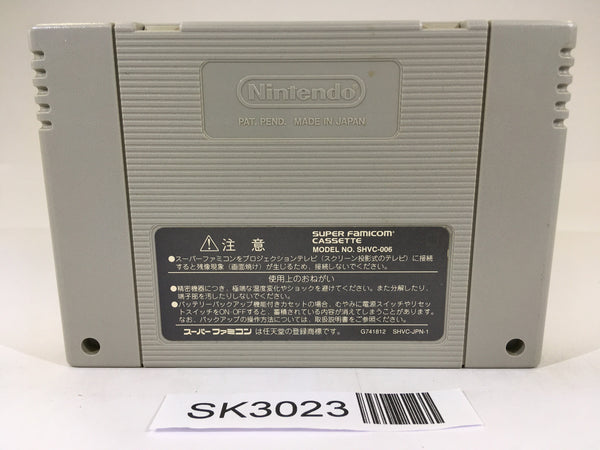 Nintendo
PAT. PEND. MADE IN JAPAN
注意
SUPER FAMICOM
CASSETTE
MODEL NO. SHVC-006
●スーパーファミコンをプロジェクションテレビ(スクリーン投影式のテレビ)に接続
すると残像現象(画面焼け)が生じるため、接続しないでください。
使用上のおねがい
●精密機器につき、極端な温度変化やショックを避けてください。また分解したり、
端子部を汚したりしないでください。
●バッテリーバックアップ機能付きカセットの場合、むやみに電源スイッチやリセッ
トスイッチをON・OFFすると、蓄積されている内容が消えてしまうことがあります。
なお、バックアップの操作方法については、取扱説明書をご参照ください。
スーパーファミコン は任天堂の登録商標です。 G741812 SHVC-JPN-1
SK3023